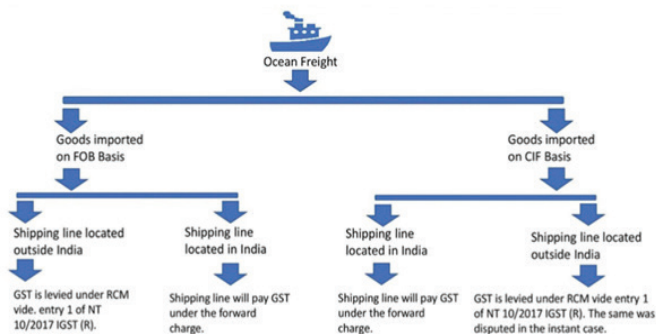 Ocean Freight
Goods imported
on FOB Basis
Goods imported
on CIF Basis
Shipping line located
outside India
Shipping line
located in India
Shipping line
located in India
Shipping line located
outside India
GST is levied under RCM
vide. entry 1 of NT
10/2017 IGST (R).
Shipping line will pay GST
under the forward
charge.
Shipping line will pay GST
under the forward
charge.
GST is levied under RCM vide entry 1
of NT 10/2017 IGST (R). The same was
disputed in the instant case.